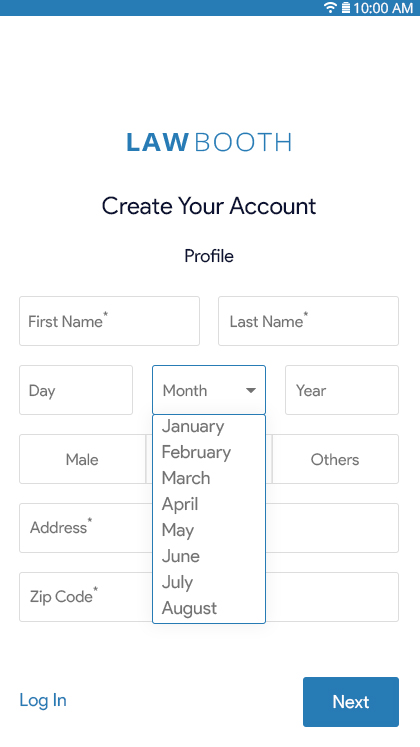 10:00 AM
LAWBOOTH
Create Your Account
Profile
First Name* Last Name*
Day Month Year
January
February
Male Others
March
April
Address*
May
June
July
Zip Code*
August
Log In Next